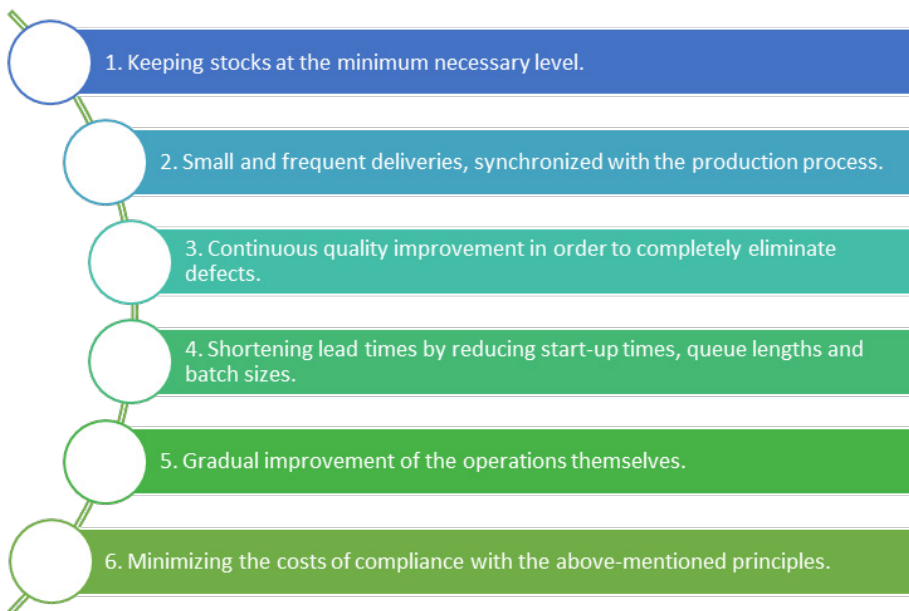 1. Keeping stocks at the minimum necessary level.
2. Small and frequent deliveries, synchronized with the production process.
3. Continuous quality improvement in order to completely eliminate
defects.
4. Shortening lead times by reducing start-up times, queue lengths and
batch sizes.
5. Gradual improvement of the operations themselves.
6. Minimizing the costs of compliance with the above-mentioned principles.